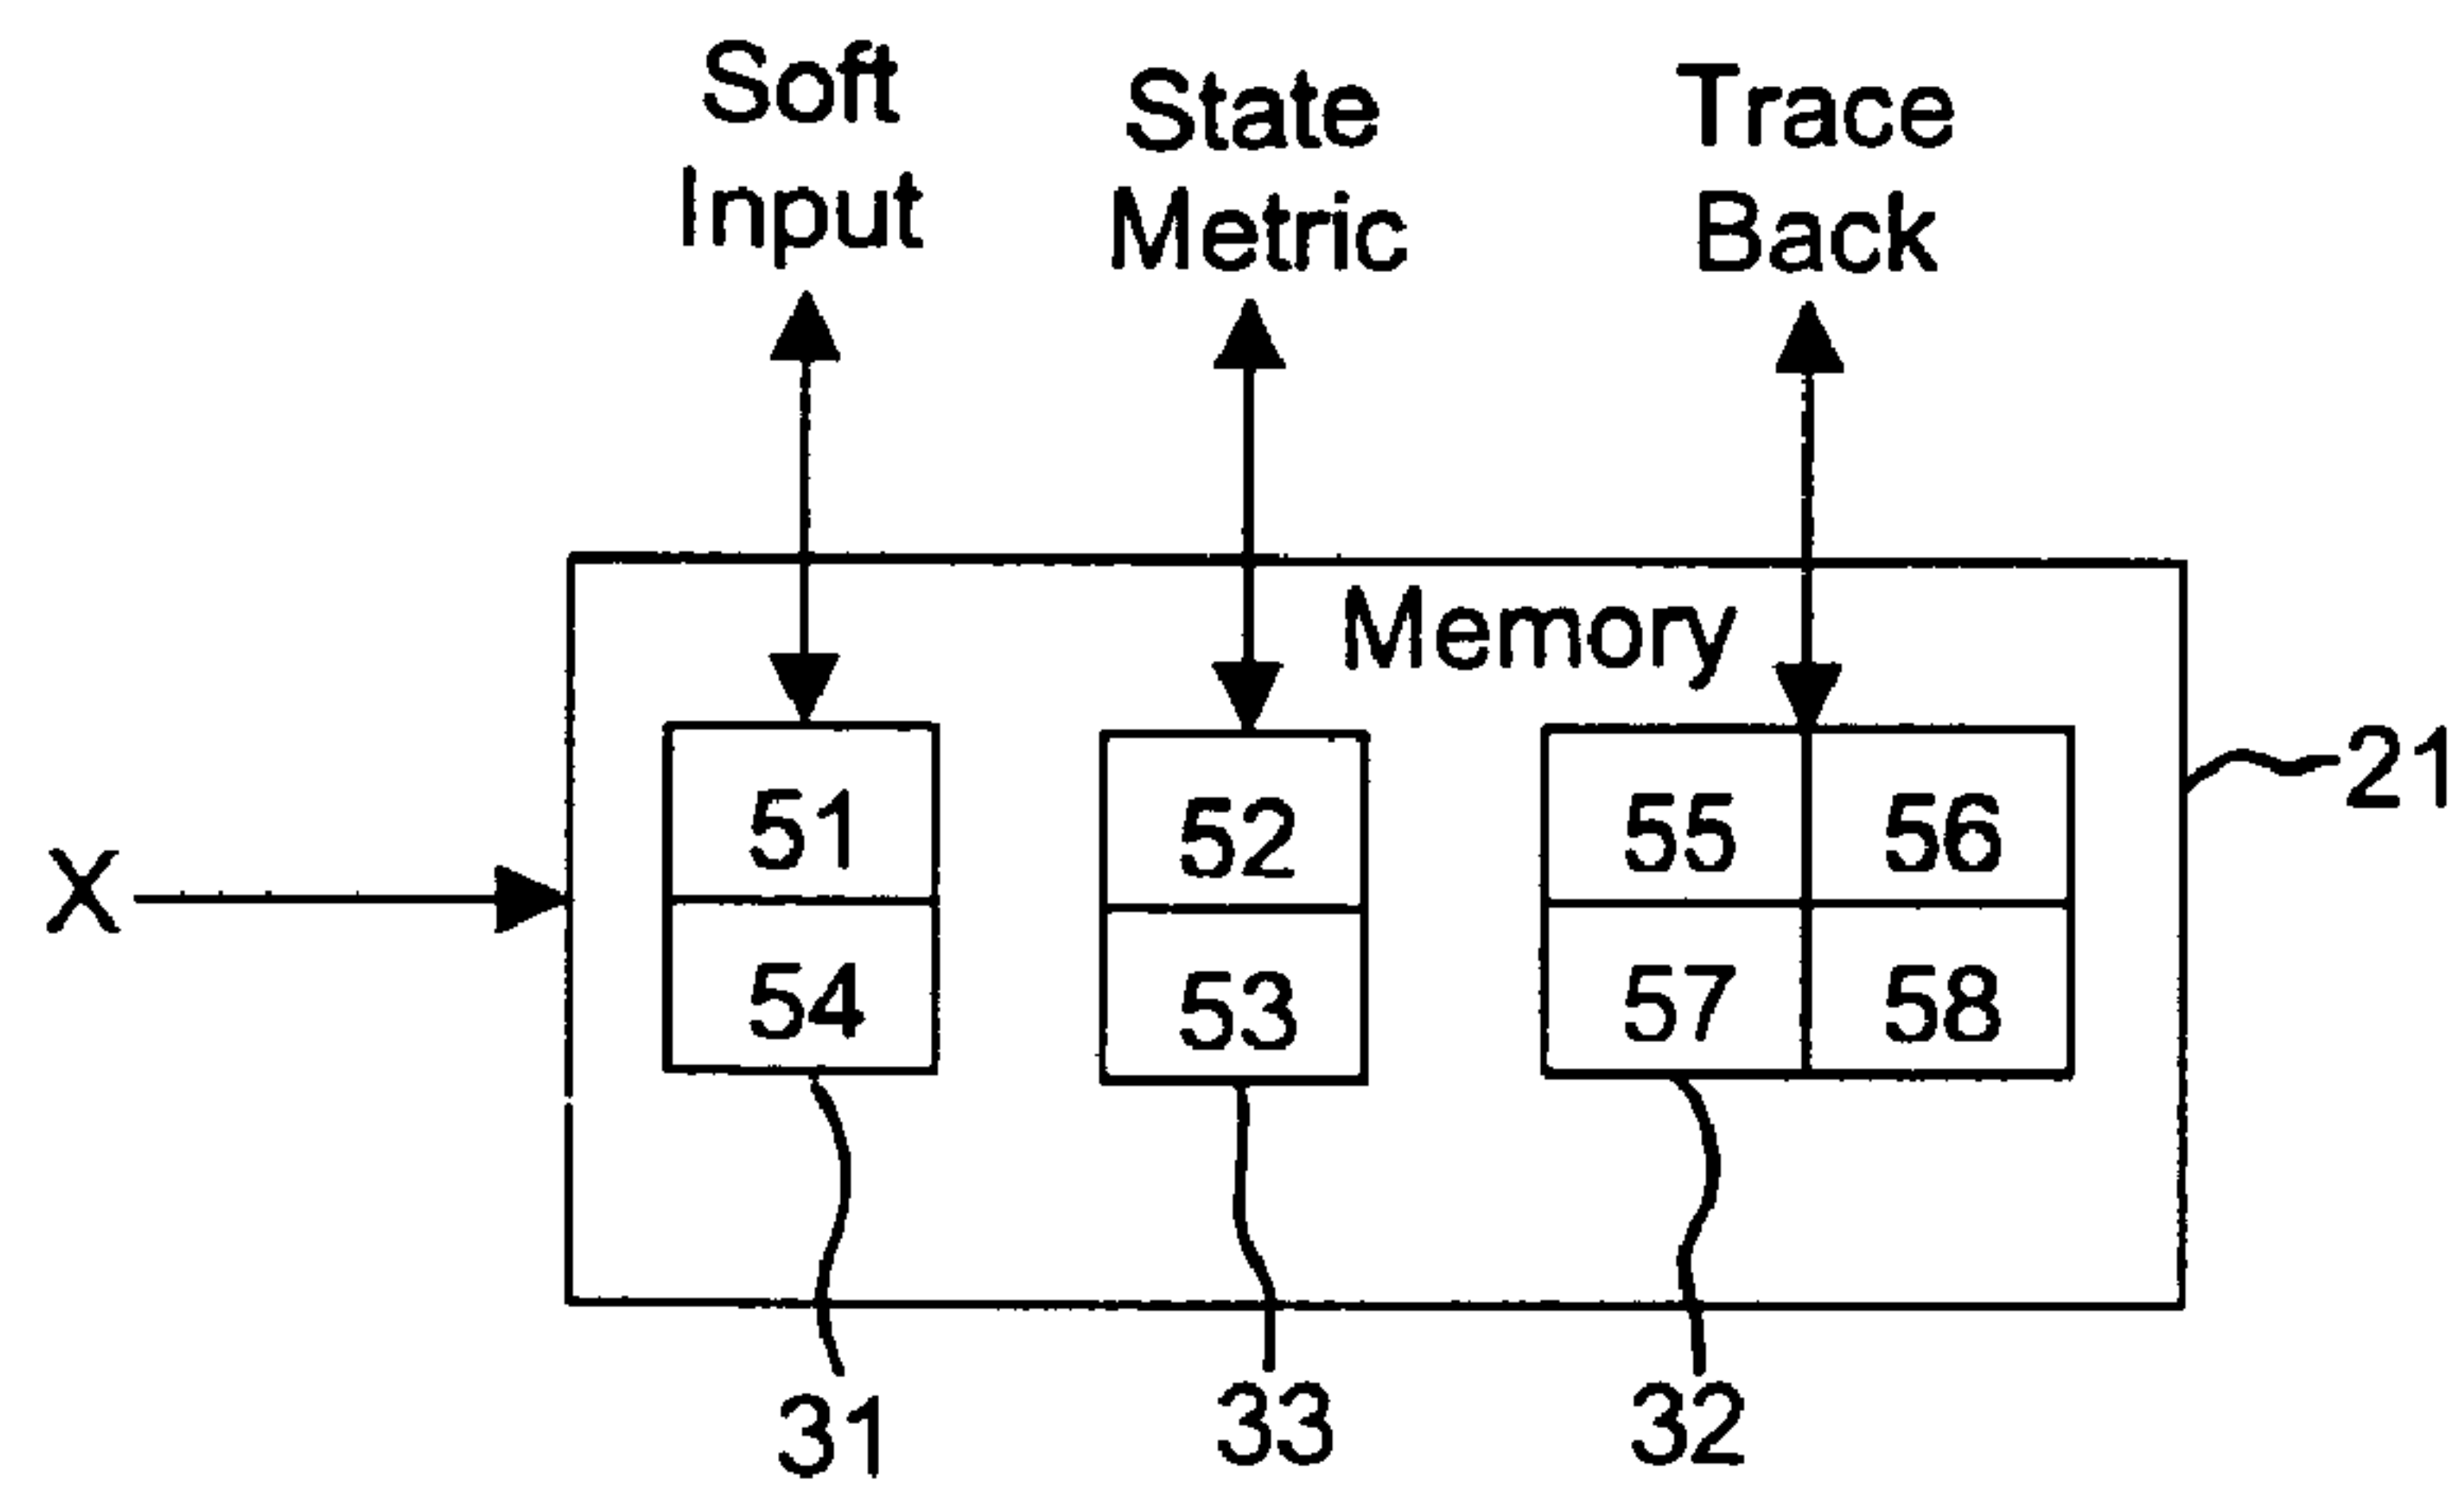 Soft
Input
State
Metric
Trace
Back
Memory
X
51
54
52
53
55 56
57 58
21
31
33
32